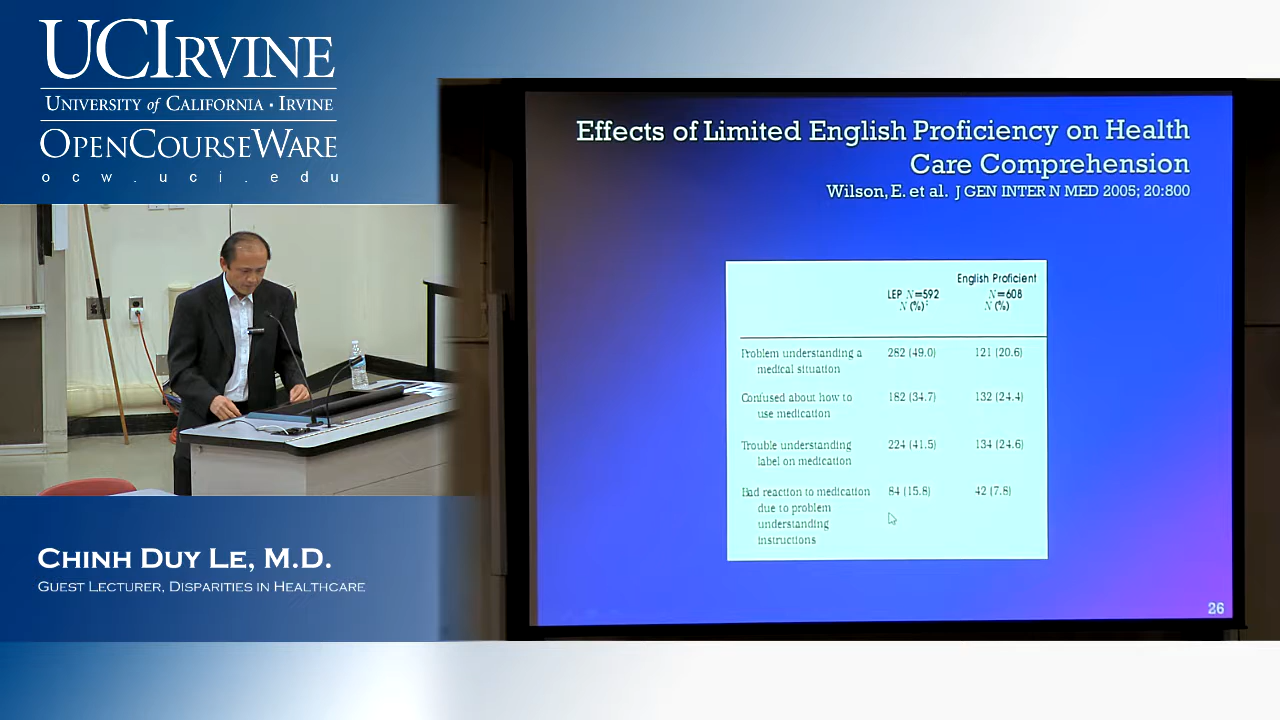 UCIRVINE
UNIVERSITY of CALIFORNIA • IRVINE
OPENCOURSEWARE
ocw.uci.edu
Effects of Limited English Proficiency on Health
Care Comprehension
Wilson, E. et al. J GEN INTER N MED 2005; 20:800
English Proficient
LEP N=592 N=608
N (%) N (%)
Problem understanding a 282 (49.0) 121 (20.6)
medical situation
Confused about how to 182 (34.7) 132 (24.4)
use medication
Trouble understanding 224 (41.5) 134 (24.6)
label on medication
Bad reaction to medication 84 (15.8) 42 (7.8)
due to problem
understanding
instructions
26
CHINH DUY LE, M.D.
GUEST LECTURER, DISPARITIES IN HEALTHCARE